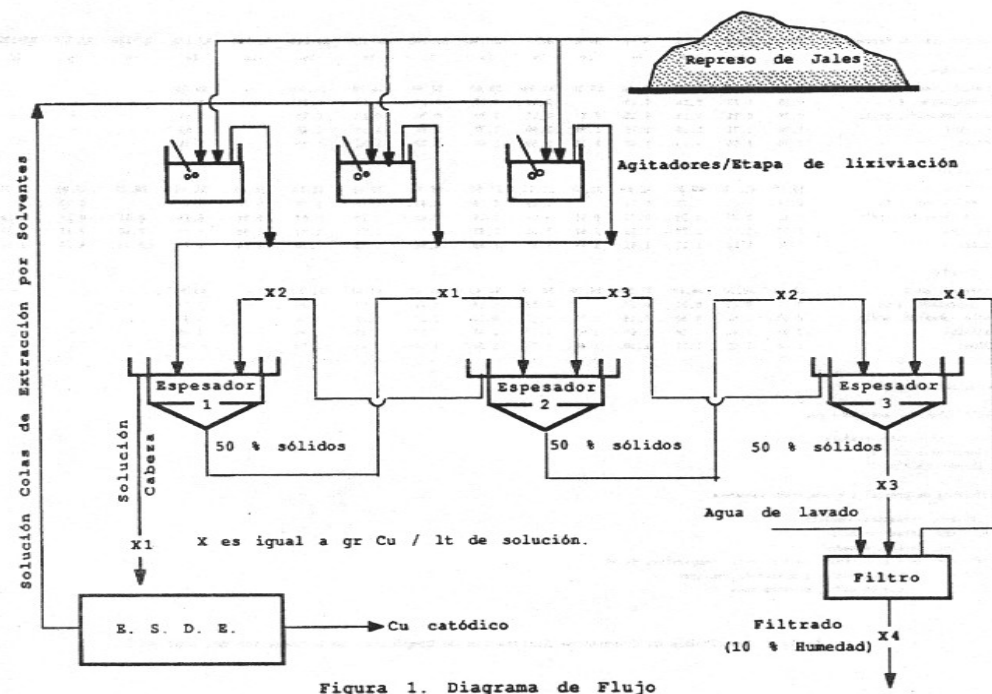 Represo de Jales
Agitadores/Etapa de lixiviación
Solución Colas de Extracción por Solventes
X2
X1
X3
X2
X4
Espesador
1
Espesador
2
Espesador
3
50 % sólidos
50 % sólidos
50 % sólidos
Solución
Cabeza
X3
Agua de lavado
X1
X es igual a gr Cu / lt de solución.
Filtro
E. S. D. E.
Cu catódico
Filtrado
(10 % Humedad)
X4
Figura 1. Diagrama de Flujo